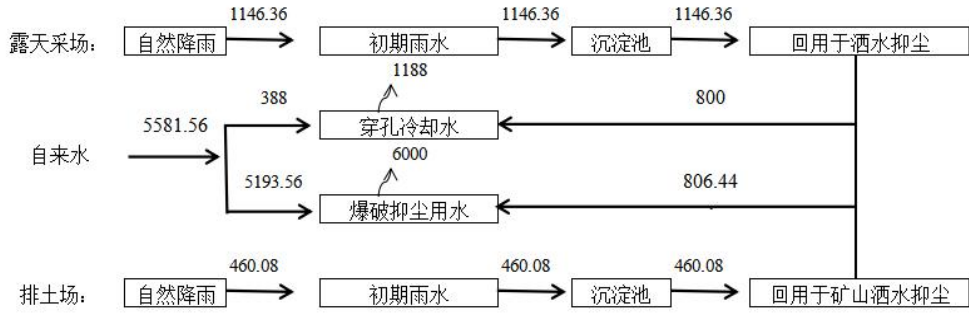 1146.36 1146.36 1146.36
露天采场： 自然降雨 初期雨水 沉淀池 回用于洒水抑尘
1188
388 800
5581.56 穿孔冷却水
自来水 6000
5193.56 806.44
爆破抑尘用水
460.08 460.08 460.08
排土场： 自然降雨 初期雨水 沉淀池 回用于矿山洒水抑尘